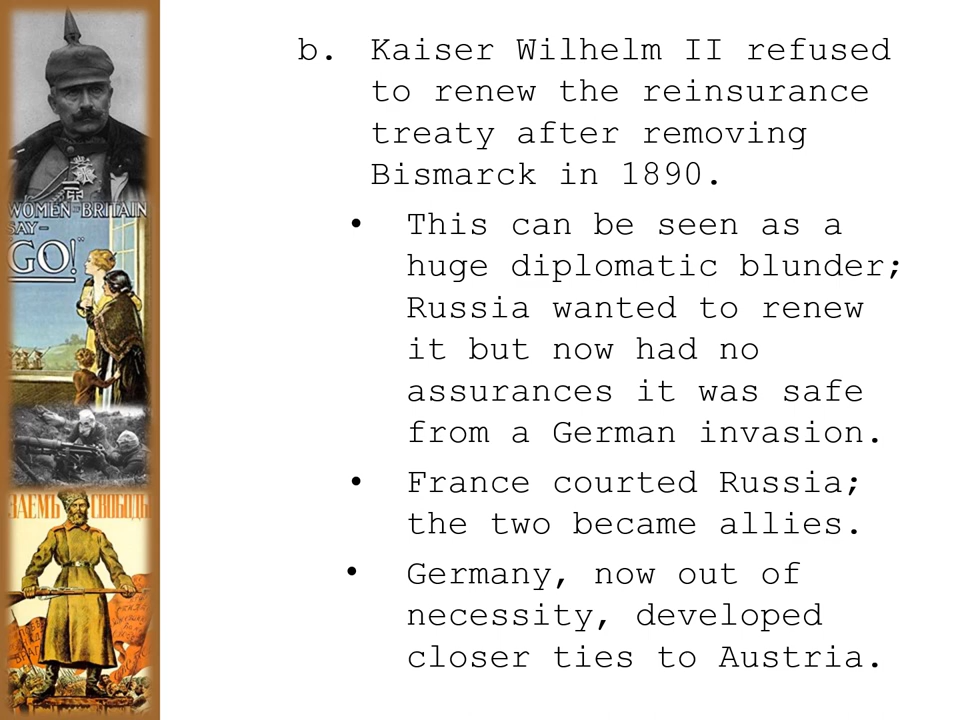 b. Kaiser Wilhelm II refused
to renew the reinsurance
treaty after removing
Bismarck in 1890.
• This can be seen as a
huge diplomatic blunder;
Russia wanted to renew
it but now had no
assurances it was safe
from a German invasion.
• France courted Russia;
the two became allies.
• Germany, now out of
necessity, developed
closer ties to Austria.
WOMEN OF BRITAIN
SAY—
"GO!"
ЗАЕМЪ СВОБОДЫ